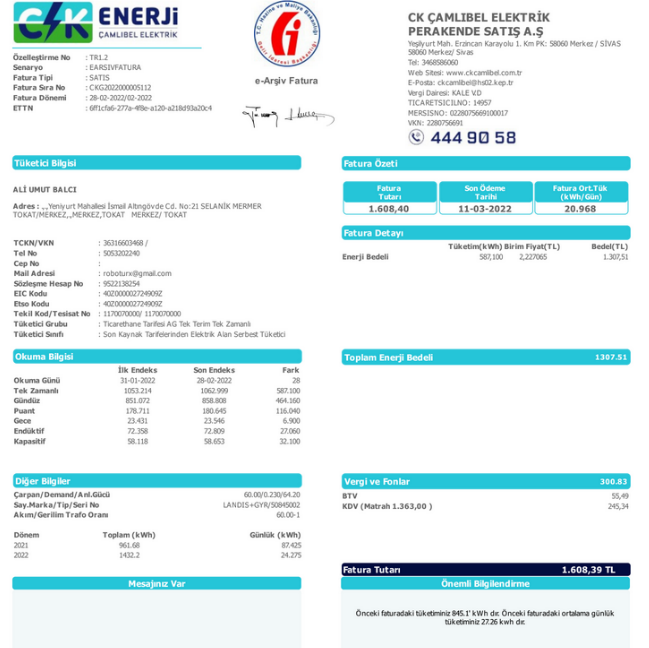 CK ENERJİ
ÇAMLIBEL ELEKTRİK
T.C. Hazine ve Maliye Bakanlığı
Gelir İdaresi Başkanlığı
e-Arşiv Fatura
CK ÇAMLIBEL ELEKTRİK
PERAKENDE SATIŞ A.Ş
Yeşilyurt Mah. Erzincan Karayolu 1. Km PK: 58060 Merkez / SİVAS
58060 Merkez/ Sivas
Tel: 3468586060
Web Sitesi: www.ckcamlibel.com.tr
E-Posta: ckcamlibel@hs02.kep.tr
Vergi Dairesi: KALE V.D
TICARETSICILNO: 14957
MERSISNO: 0228075669100017
VKN: 2280756691
444 90 58
Özelleştirme No : TR1.2
Senaryo : EARSIVFATURA
Fatura Tipi : SATIS
Fatura Sıra No : CKG2022000005112
Fatura Dönemi : 28-02-2022/02-2022
ETTN : 6ff1cfa6-277a-4f8e-a120-a218d93a20c4
Tüketici Bilgisi
ALİ UMUT BALCI
Adres : ,,,Yeniyurt Mahallesi İsmail Altıngövde Cd. No:21 SELANİK MERMER
TOKAT/MERKEZ,,,MERKEZ,TOKAT MERKEZ/ TOKAT
TCKN/VKN : 36316603468 /
Tel No : 5053202240
Cep No :
Mail Adresi : roboturx@gmail.com
Sözleşme Hesap No : 9522138254
EIC Kodu : 40Z000002724909Z
Etso Kodu : 40Z000002724909Z
Tekil Kod/Tesisat No : 1170070000/ 1170070000
Tüketici Grubu : Ticarethane Tarifesi AG Tek Terim Tek Zamanlı
Tüketici Sınıfı : Son Kaynak Tarifelerinden Elektrik Alan Serbest Tüketici
Fatura Özeti
Fatura Tutarı Son Ödeme Tarihi Fatura Ort.Tük (kWh/Gün)
1.608,40 11-03-2022 20.968
Fatura Detayı
Tüketim(kWh) Birim Fiyat(TL) Bedel(TL)
Enerji Bedeli 587,100 2,227065 1.307,51
Okuma Bilgisi
İlk Endeks Son Endeks Fark
Okuma Günü 31-01-2022 28-02-2022 28
Tek Zamanlı 1053.214 1062.999 587.100
Gündüz 851.072 858.808 464.160
Puant 178.711 180.645 116.040
Gece 23.431 23.546 6.900
Endüktif 72.358 72.809 27.060
Kapasitif 58.118 58.653 32.100
Toplam Enerji Bedeli 1307.51
Diğer Bilgiler
Çarpan/Demand/Anl.Gücü 60.00/0.230/64.20
Say.Marka/Tip/Seri No LANDIS+GYR/50845002
Akım/Gerilim Trafo Oranı 60.00-1
Dönem Toplam (kWh) Günlük (kWh)
2021 961.68 87.425
2022 1432.2 24.275
Vergi ve Fonlar 300.83
BTV 55,49
KDV (Matrah 1.363,00 ) 245,34
Fatura Tutarı 1.608,39 TL
Mesajınız Var
Önemli Bilgilendirme
Önceki faturadaki tüketiminiz 845.1' kWh dır. Önceki faturadaki ortalama günlük
tüketiminiz 27.26 kwh dır.